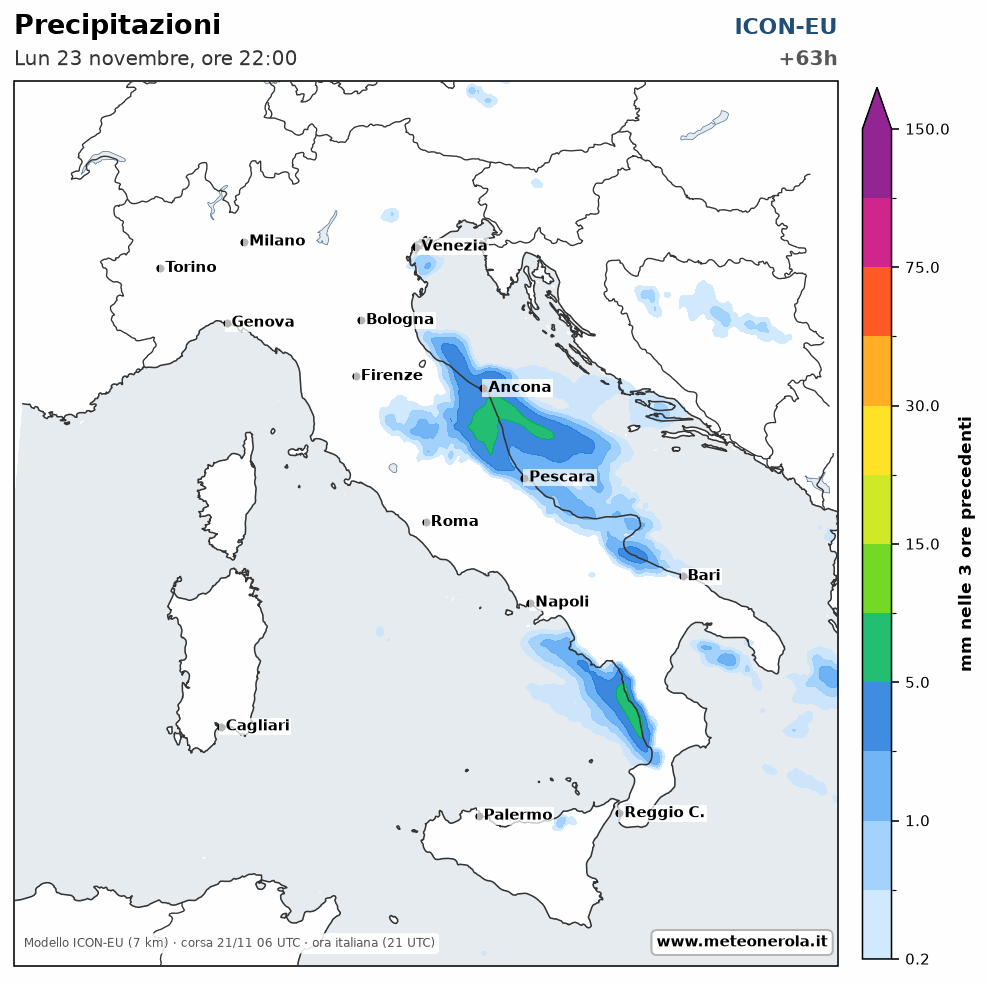 Precipitazioni
ICON-EU
Lun 23 novembre, ore 22:00
+63h
150.0
75.0
30.0
15.0
5.0
1.0
0.2
mm nelle 3 ore precedenti
Milano
Venezia
Torino
Genova
Bologna
Firenze
Ancona
Pescara
Roma
Bari
Napoli
Cagliari
Palermo
Reggio C.
Modello ICON-EU (7 km) · corsa 21/11 06 UTC · ora italiana (21 UTC)
www.meteonerola.it